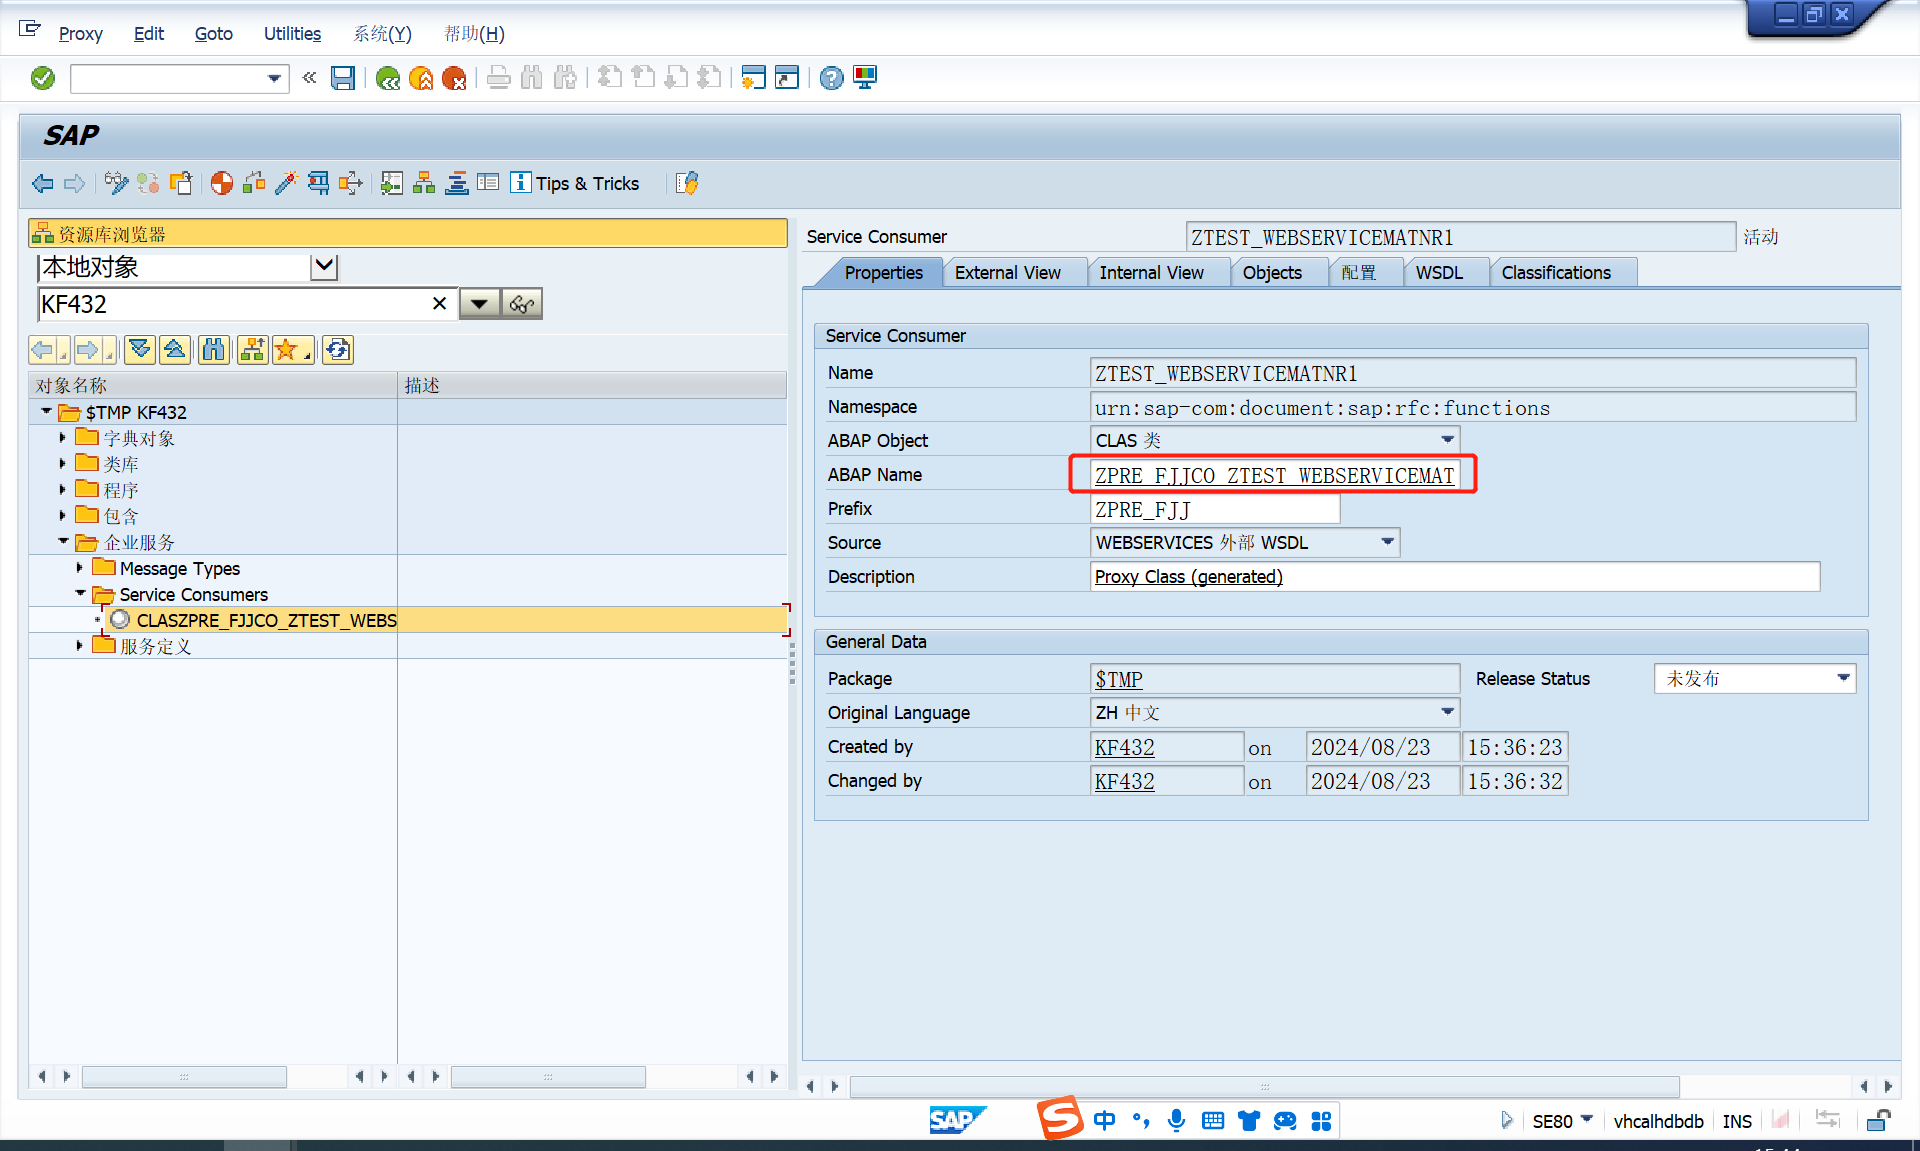 Proxy Edit Goto Utilities 系统(Y) 帮助(H)
SAP
Tips & Tricks
资源库浏览器
本地对象
KF432
对象名称 描述
$TMP KF432
字典对象
类库
程序
包含
企业服务
Message Types
Service Consumers
CLASZPRE_FJJCO_ZTEST_WEBS
服务定义
Service Consumer ZTEST_WEBSERVICEMATNR1 活动
Properties External View Internal View Objects 配置 WSDL Classifications
Service Consumer
Name ZTEST_WEBSERVICEMATNR1
Namespace urn:sap-com:document:sap:rfc:functions
ABAP Object CLAS 类
ABAP Name ZPRE_FJJCO_ZTEST_WEBSERVICEMAT
Prefix ZPRE_FJJ
Source WEBSERVICES 外部 WSDL
Description Proxy Class (generated)
General Data
Package $TMP Release Status 未发布
Original Language ZH 中文
Created by KF432 on 2024/08/23 15:36:23
Changed by KF432 on 2024/08/23 15:36:32
SAP 中 SE80 vhcalhdbdb INS